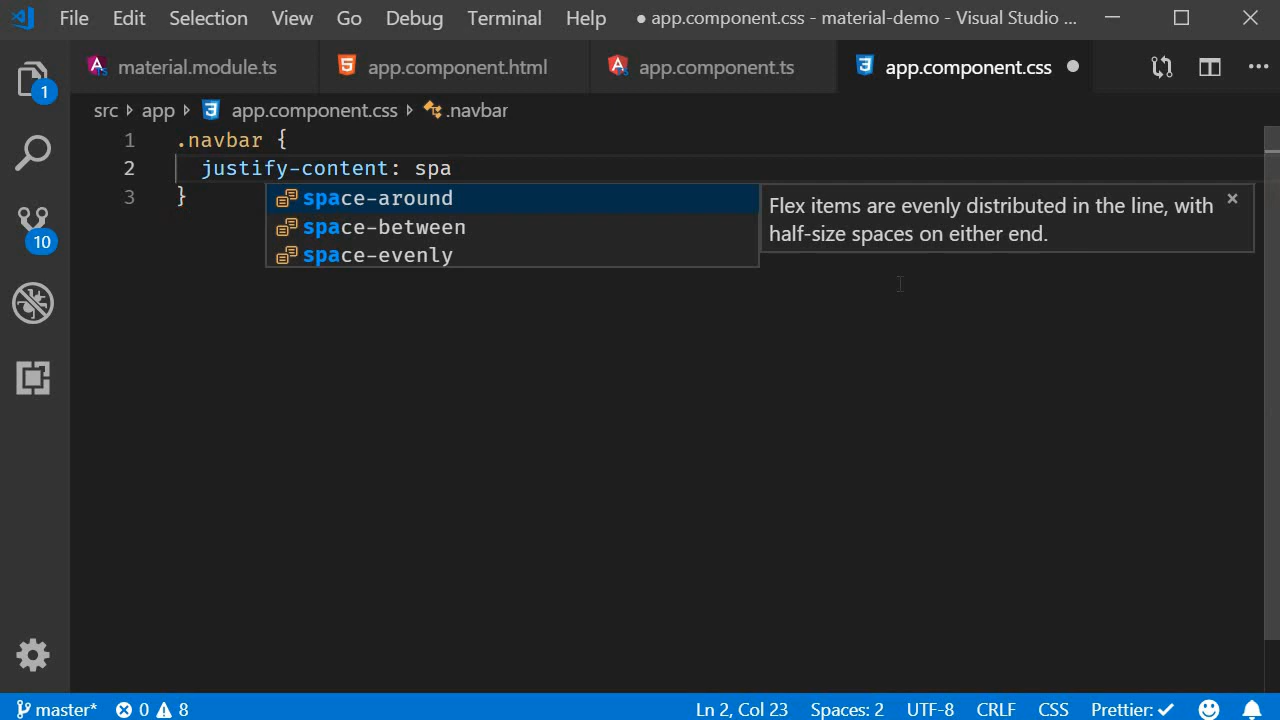 File Edit Selection View Go Debug Terminal Help ● app.component.css - material-demo - Visual Studio ...
material.module.ts app.component.html app.component.ts app.component.css ●
src app app.component.css .navbar
1 .navbar {
2 justify-content: spa
3 }
space-around
space-between
space-evenly
Flex items are evenly distributed in the line, with
half-size spaces on either end.
1
10
master* 0 8 Ln 2, Col 23 Spaces: 2 UTF-8 CRLF CSS Prettier: ✓